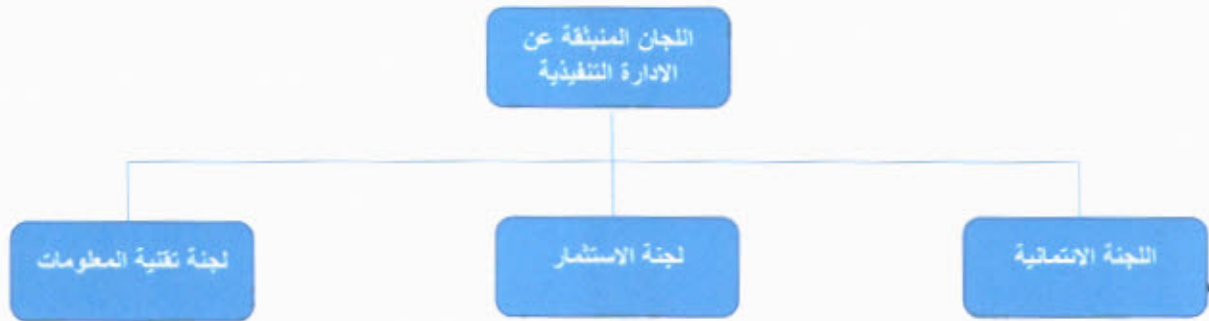 اللجان المنبثقة عن
الادارة التنفيذية
اللجنة الائتمانية
لجنة الاستثمار
لجنة تقنية المعلومات